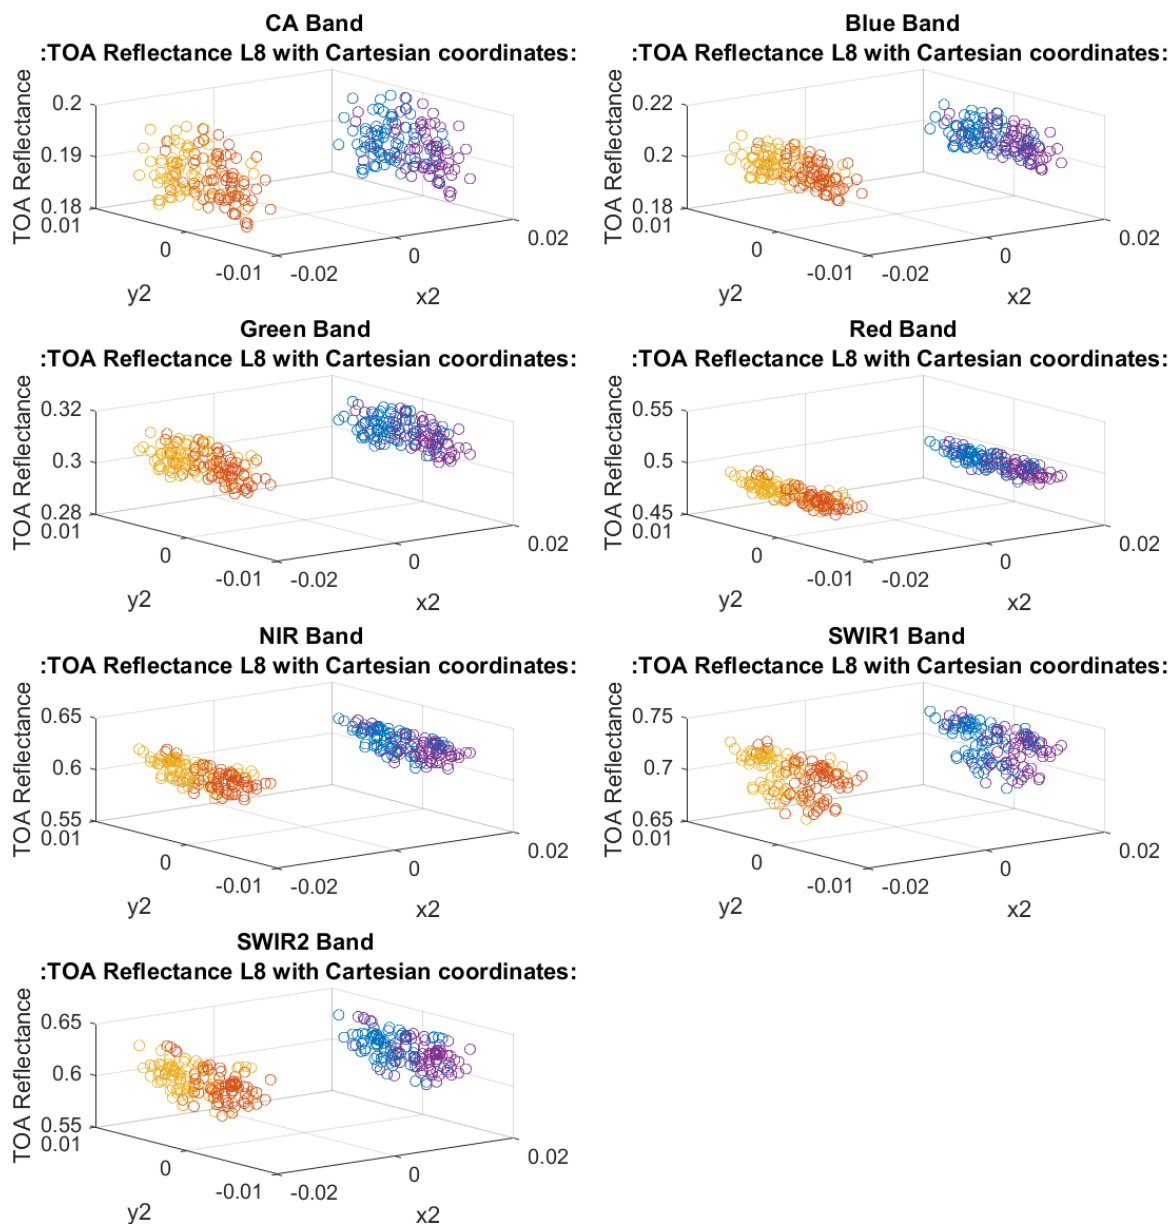 CA Band
:TOA Reflectance L8 with Cartesian coordinates:
TOA Reflectance
0.2
0.19
0.18
0.01
0
-0.01
y2
-0.02
0
0.02
x2
Blue Band
:TOA Reflectance L8 with Cartesian coordinates:
TOA Reflectance
0.22
0.2
0.18
0.01
0
-0.01
y2
-0.02
0
0.02
x2
Green Band
:TOA Reflectance L8 with Cartesian coordinates:
TOA Reflectance
0.32
0.3
0.28
0.01
0
-0.01
y2
-0.02
0
0.02
x2
Red Band
:TOA Reflectance L8 with Cartesian coordinates:
TOA Reflectance
0.55
0.5
0.45
0.01
0
-0.01
y2
-0.02
0
0.02
x2
NIR Band
:TOA Reflectance L8 with Cartesian coordinates:
TOA Reflectance
0.65
0.6
0.55
0.01
0
-0.01
y2
-0.02
0
0.02
x2
SWIR1 Band
:TOA Reflectance L8 with Cartesian coordinates:
TOA Reflectance
0.75
0.7
0.65
0.01
0
-0.01
y2
-0.02
0
0.02
x2
SWIR2 Band
:TOA Reflectance L8 with Cartesian coordinates:
TOA Reflectance
0.65
0.6
0.55
0.01
0
-0.01
y2
-0.02
0
0.02
x2